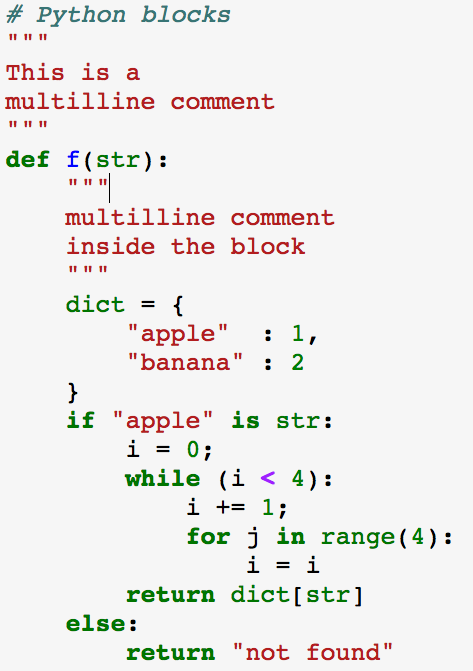 # Python blocks
"""
This is a
multilline comment
"""
def f(str):
    """
    multilline comment
    inside the block
    """
    dict = {
        "apple"  : 1,
        "banana" : 2
    }
    if "apple" is str:
        i = 0;
        while (i < 4):
            i += 1;
            for j in range(4):
                i = i
        return dict[str]
    else:
        return "not found"